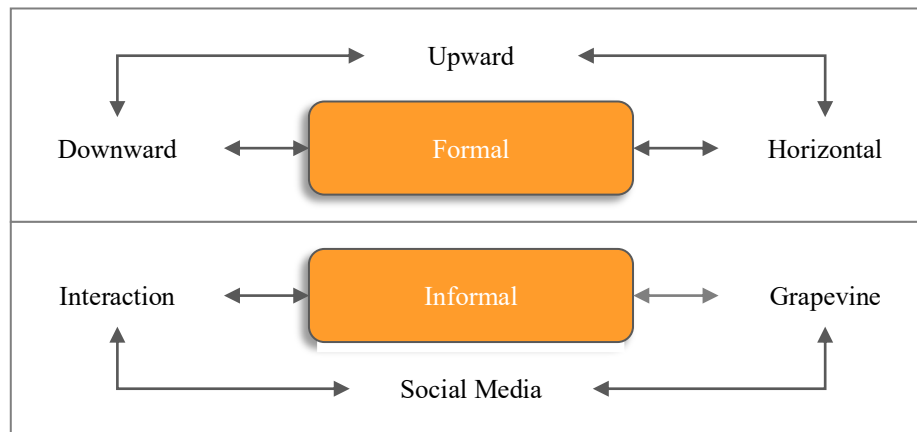 Upward
Downward
Formal
Horizontal
Interaction
Informal
Grapevine
Social Media